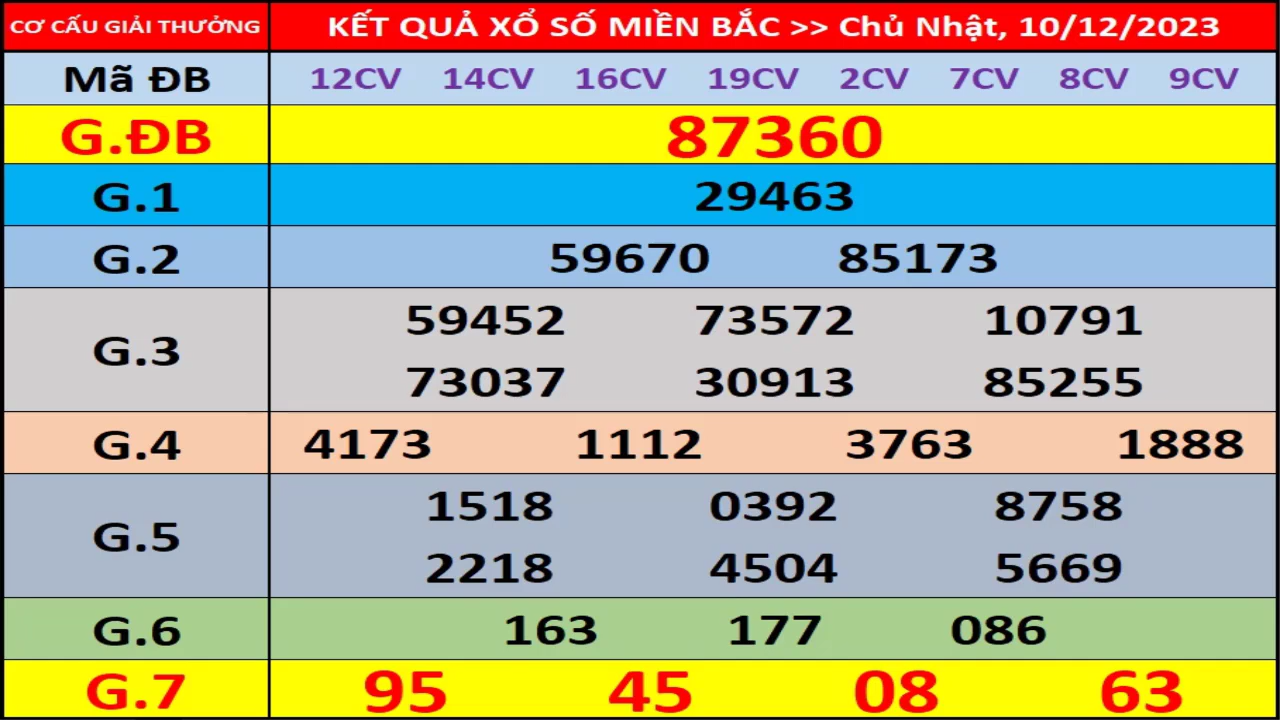 CƠ CẤU GIẢI THƯỞNG KẾT QUẢ XỔ SỐ MIỀN BẮC >> Chủ Nhật, 10/12/2023
Mã ĐB 12CV 14CV 16CV 19CV 2CV 7CV 8CV 9CV
G.ĐB 87360
G.1 29463
G.2 59670 85173
G.3
59452 73572 10791
73037 30913 85255
G.4 4173 1112 3763 1888
G.5
1518 0392 8758
2218 4504 5669
G.6 163 177 086
G.7 95 45 08 63